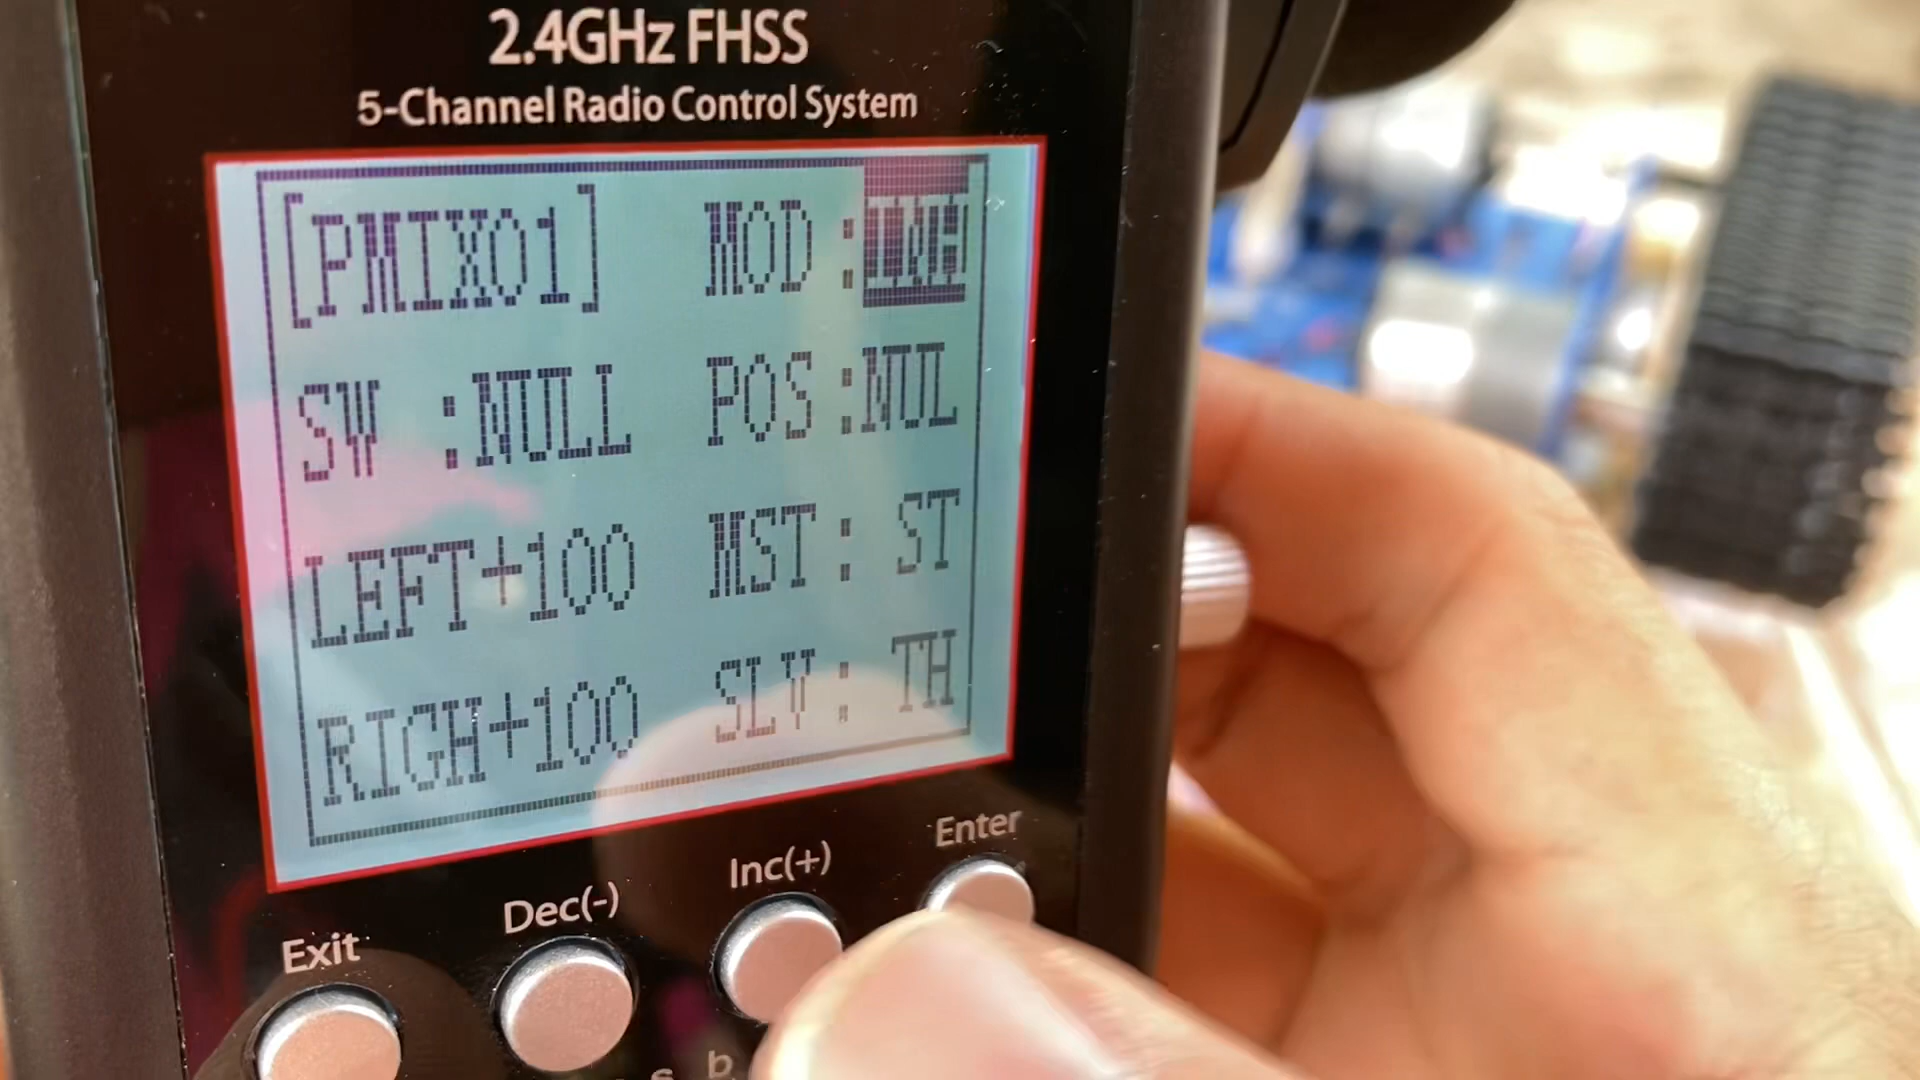 2.4GHz FHSS
5-Channel Radio Control System
[PMIX01] MOD:
SW :NULL POS:NUL
LEFT+100 MST: ST
RIGH+100 SLV: TH
Exit Dec(-) Inc(+) Enter